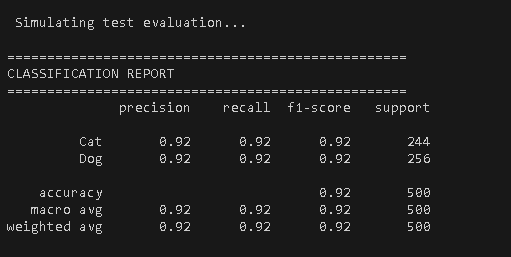 Simulating test evaluation...
==================================================
CLASSIFICATION REPORT
==================================================
precision recall f1-score support
Cat 0.92 0.92 0.92 244
Dog 0.92 0.92 0.92 256
accuracy 0.92 500
macro avg 0.92 0.92 0.92 500
weighted avg 0.92 0.92 0.92 500